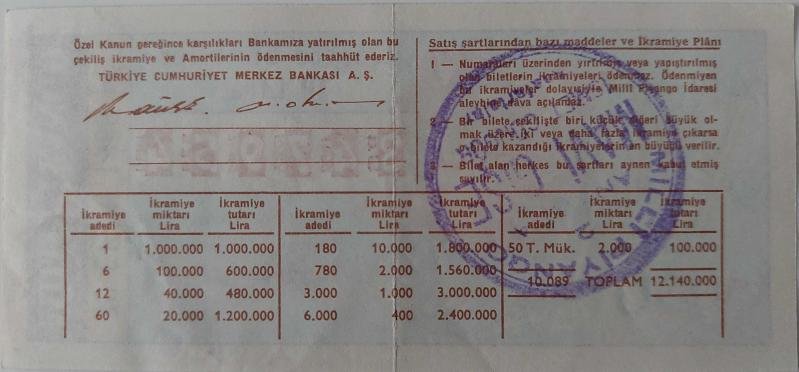 Özel Kanun gereğince karşılıkları Bankamıza yatırılmış olan bu
çekiliş ikramiye ve Amortilerinin ödenmesini taahhüt ederiz.
TÜRKİYE CUMHURİYET MERKEZ BANKASI A. Ş.
Satış şartlarından bazı maddeler ve İkramiye Plânı
1 — Numaraları üzerinden yırtılmış veya yapıştırılmış
olan biletlerin ikramiyeleri ödenmez. Ödenmiyen
bu ikramiyeler dolayısiyle Millî Piyango İdaresi
aleyhine dâva açılamaz.
2 — Bir bilete çekilişte biri küçük, diğeri büyük ol-
mak üzere iki veya daha fazla ikramiye çıkarsa
o bilete kazandığı ikramiyelerin en büyüğü verilir.
3 — Bilet alan herkes bu şartları aynen kabul etmiş
sayılır.
İkramiye adedi İkramiye miktarı Lira İkramiye tutarı Lira İkramiye adedi İkramiye miktarı Lira İkramiye tutarı Lira İkramiye adedi İkramiye miktarı Lira İkramiye tutarı Lira
1 1.000.000 1.000.000 180 10.000 1.800.000 50 T. Mük. 2.000 100.000
6 100.000 600.000 780 2.000 1.560.000
12 40.000 480.000 3.000 1.000 3.000.000 10.089 TOPLAM 12.140.000
60 20.000 1.200.000 6.000 400 2.400.000